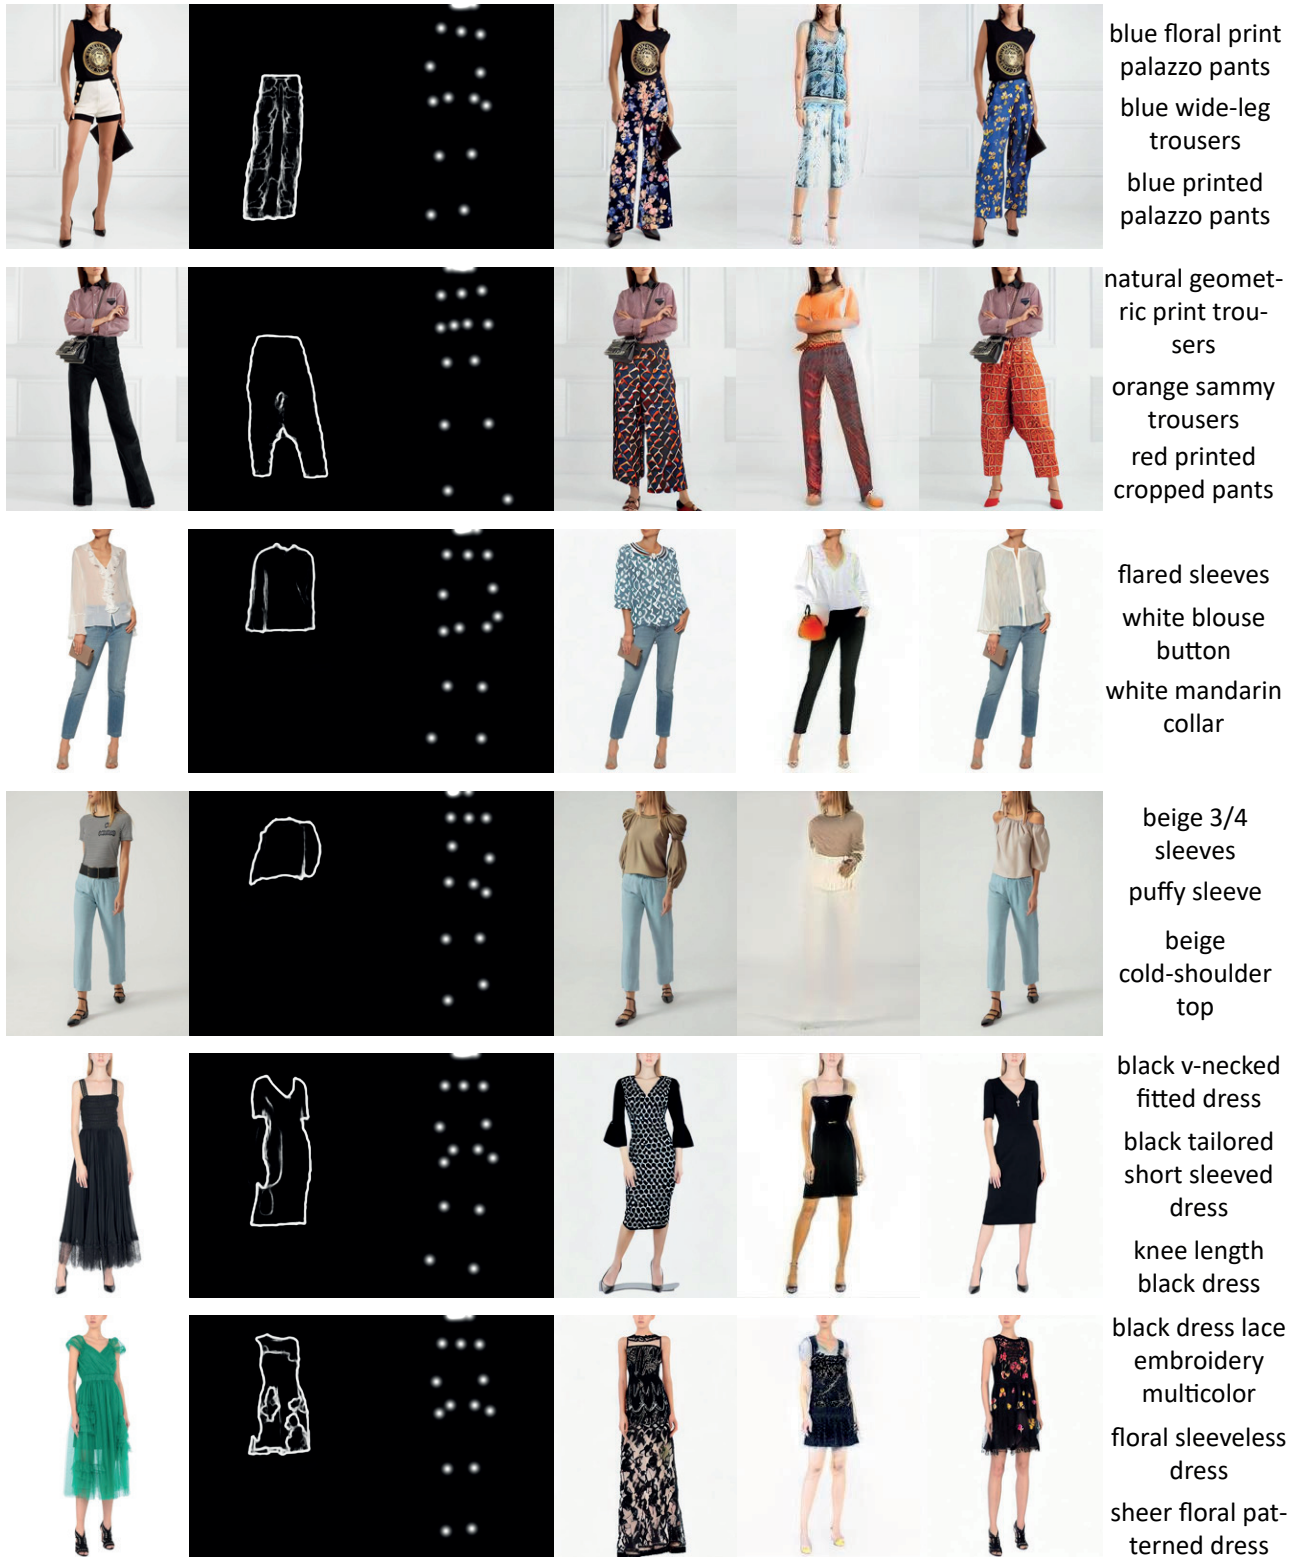 blue floral print
palazzo pants
blue wide-leg
trousers
blue printed
palazzo pants
natural geomet-
ric print trou-
sers
orange sammy
trousers
red printed
cropped pants
flared sleeves
white blouse
button
white mandarin
collar
beige 3/4
sleeves
puffy sleeve
beige
cold-shoulder
top
black v-necked
fitted dress
black tailored
short sleeved
dress
knee length
black dress
black dress lace
embroidery
multicolor
floral sleeveless
dress
sheer floral pat-
terned dress